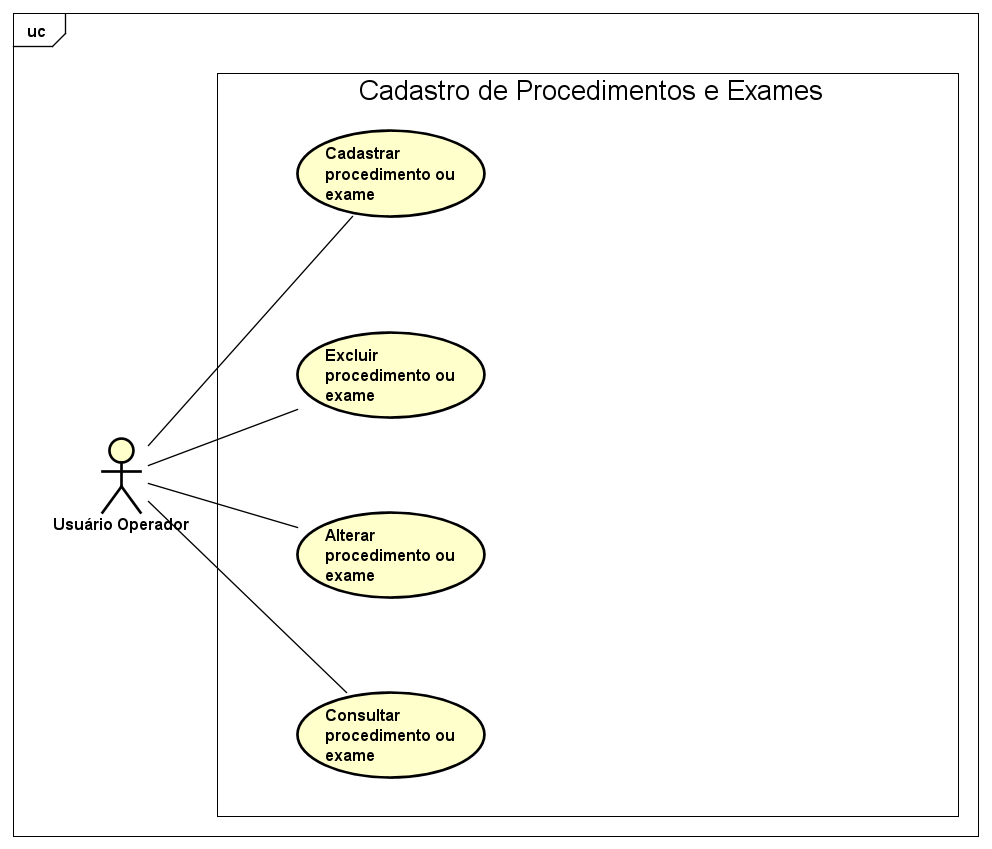 uc
Cadastro de Procedimentos e Exames
Cadastrar
procedimento ou
exame
Excluir
procedimento ou
exame
Usuário Operador
Alterar
procedimento ou
exame
Consultar
procedimento ou
exame